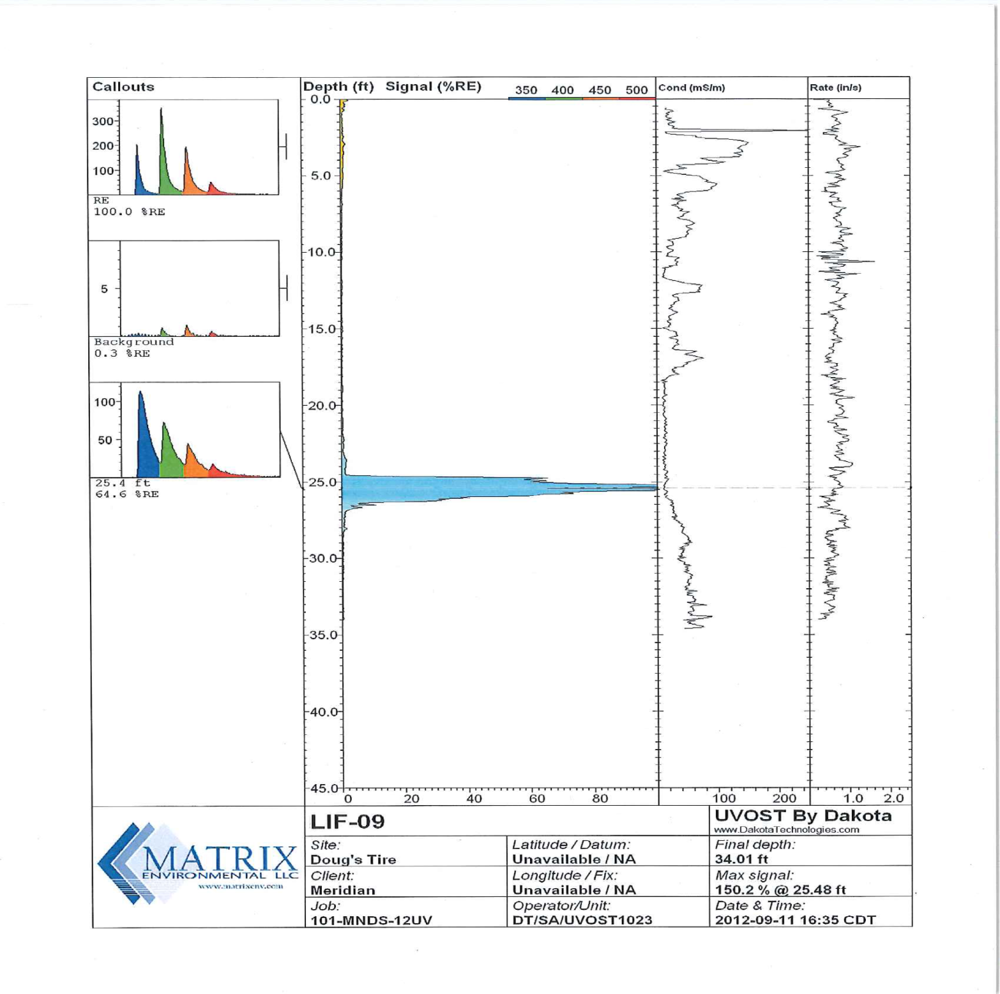 Callouts
Depth (ft) Signal (%RE) 350 400 450 500 Cond (mS/m) Rate (in/s)
300
200
100
RE
100.0 %RE
5
Background
0.3 %RE
100
50
25.4 ft
64.6 %RE
0.0
5.0
10.0
15.0
20.0
25.0
30.0
35.0
40.0
45.0
0 20 40 60 80 100 200 1.0 2.0
MATRIX
ENVIRONMENTAL LLC
www.matrixenv.com
LIF-09
UVOST By Dakota
www.DakotaTechnologies.com
Site:
Doug's Tire
Latitude / Datum:
Unavailable / NA
Final depth:
34.01 ft
Client:
Meridian
Longitude / Fix:
Unavailable / NA
Max signal:
150.2 % @ 25.48 ft
Job:
101-MNDS-12UV
Operator/Unit:
DT/SA/UVOST1023
Date & Time:
2012-09-11 16:35 CDT